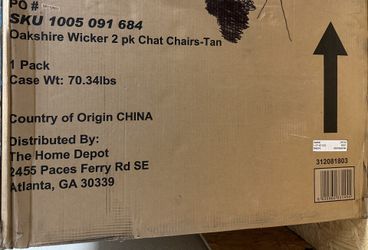 PO #
SKU 1005 091 684
Oakshire Wicker 2 pk Chat Chairs-Tan
1 Pack
Case Wt: 70.34lbs
Country of Origin CHINA
Distributed By:
The Home Depot
2455 Paces Ferry Rd SE
Atlanta, GA 30339
312081803